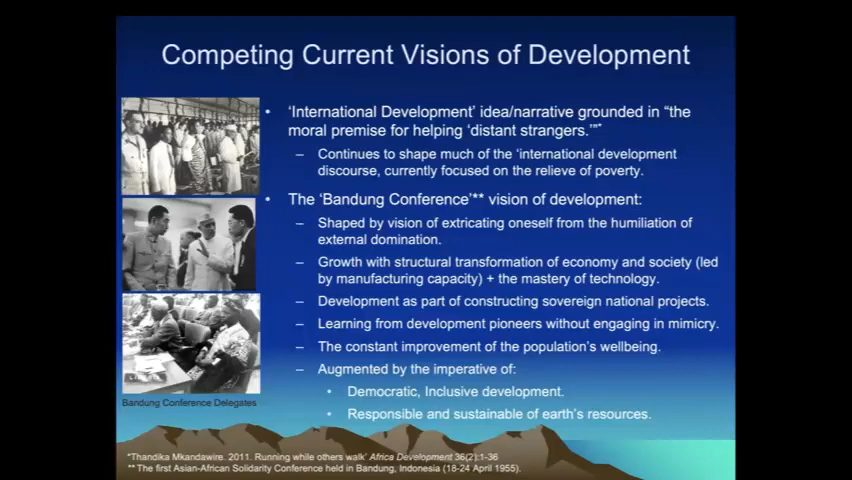 Competing Current Visions of Development
• 'International Development' idea/narrative grounded in “the
moral premise for helping ‘distant strangers.’”*
– Continues to shape much of the ‘international development
discourse, currently focused on the relieve of poverty.
• The ‘Bandung Conference’** vision of development:
– Shaped by vision of extricating oneself from the humiliation of
external domination.
– Growth with structural transformation of economy and society (led
by manufacturing capacity) + the mastery of technology.
– Development as part of constructing sovereign national projects.
– Learning from development pioneers without engaging in mimicry.
– The constant improvement of the population’s wellbeing.
– Augmented by the imperative of:
• Democratic, Inclusive development.
• Responsible and sustainable of earth’s resources.
Bandung Conference Delegates
*Thandika Mkandawire. 2011. Running while others walk’ Africa Development 36(2):1-36
** The first Asian-African Solidarity Conference held in Bandung, Indonesia (18-24 April 1955).